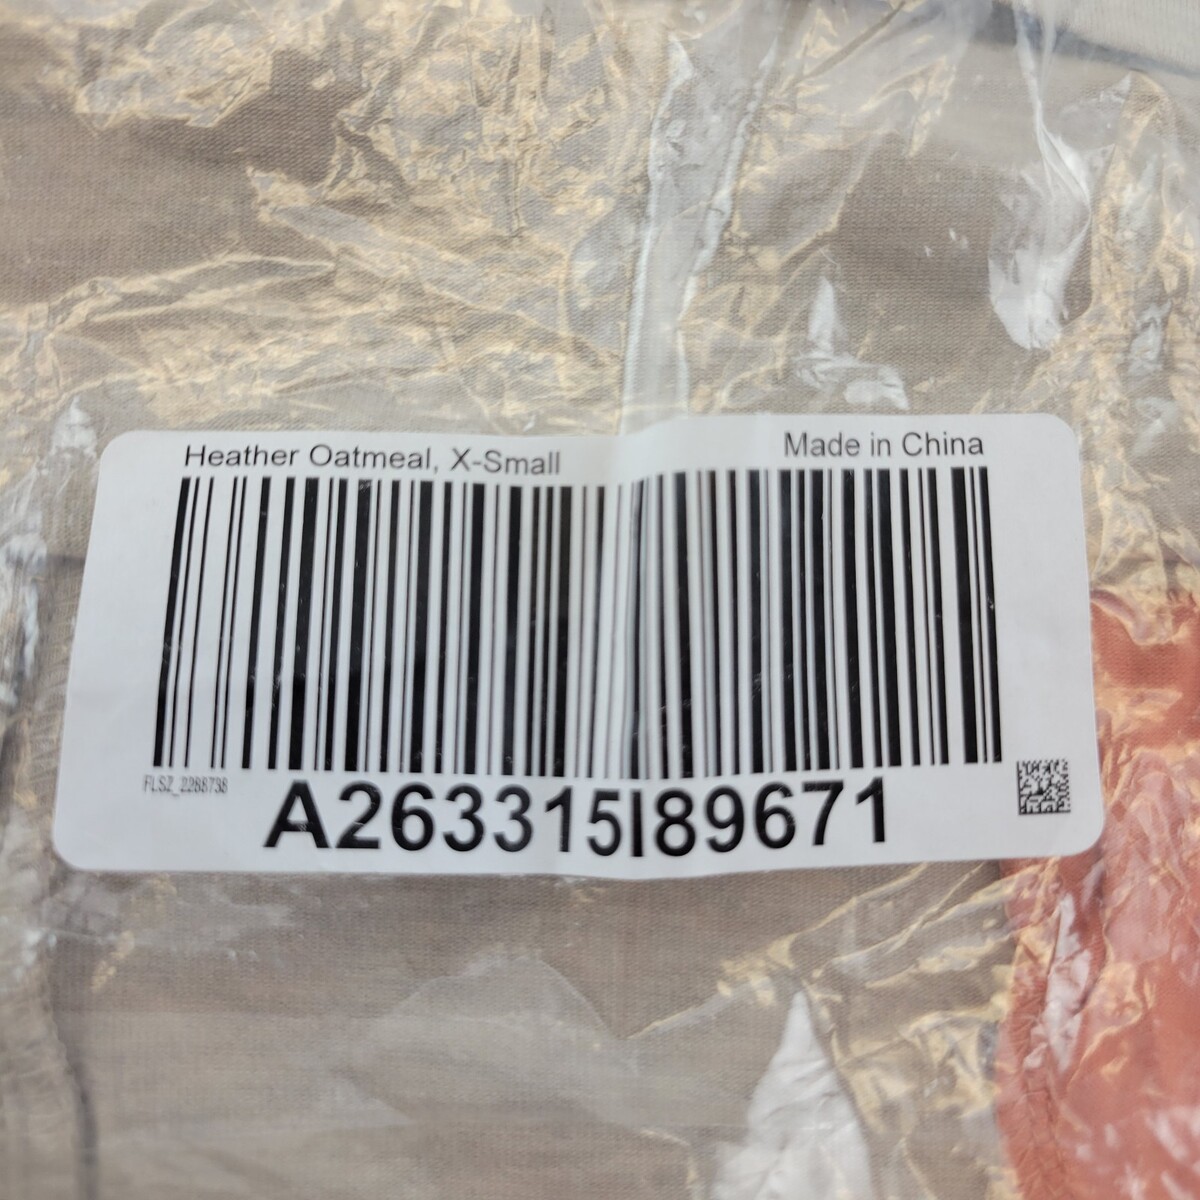 Heather Oatmeal, X-Small
Made in China
FLSZ_2288738
A263315I89671